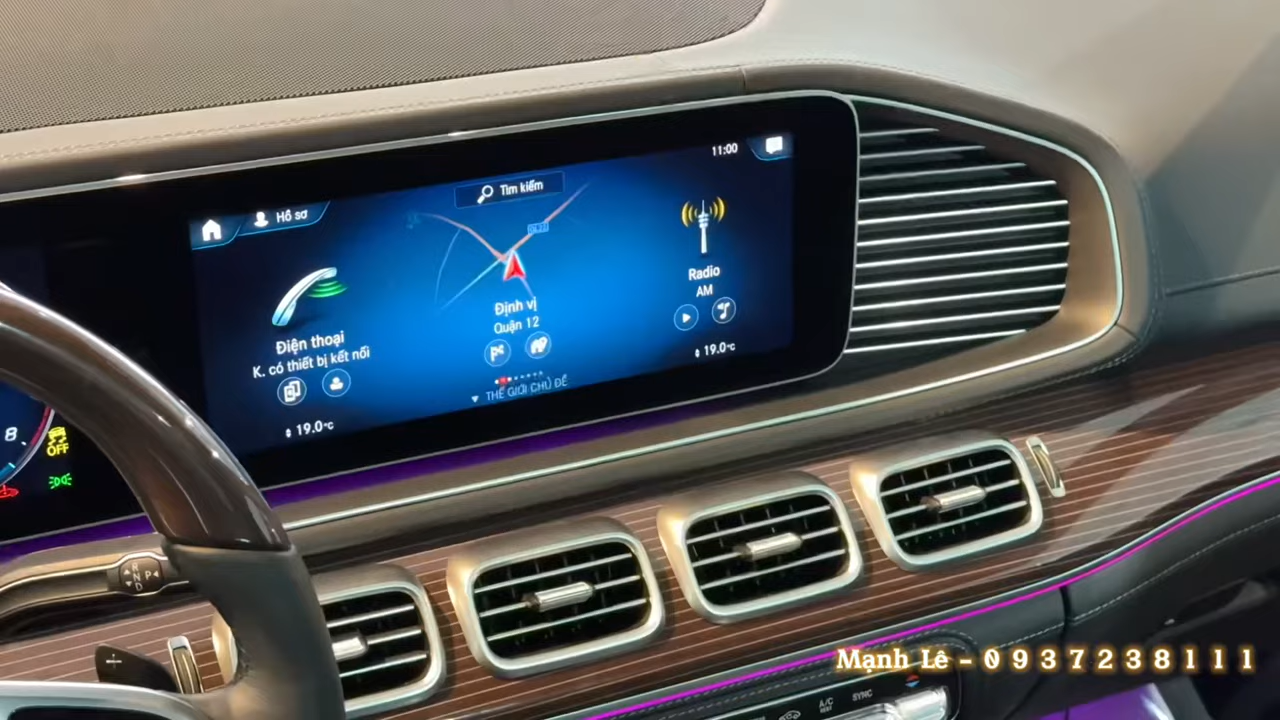 11:00
Tìm kiếm
Hồ sơ
Điện thoại
K. có thiết bị kết nối
Định vị
Quận 12
Radio
AM
19.0°C
19.0°C
THẾ GIỚI CHỦ ĐỀ
8
OFF
R
N
D
P
+
A/C
SYNC
Mạnh Lê - 0937238111